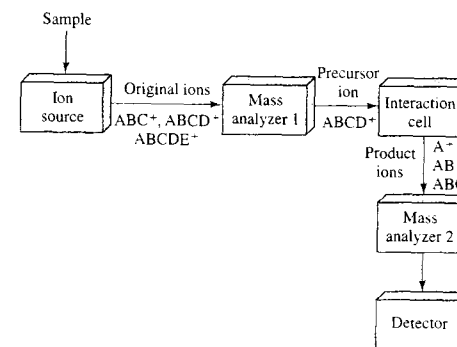 Sample
Ion
source
Original ions
ABC⁺, ABCD⁺
ABCDE⁺
Mass
analyzer 1
Precursor
ion
ABCD⁺
Interaction
cell
Product
ions
A⁺
AB
ABC
Mass
analyzer 2
Detector